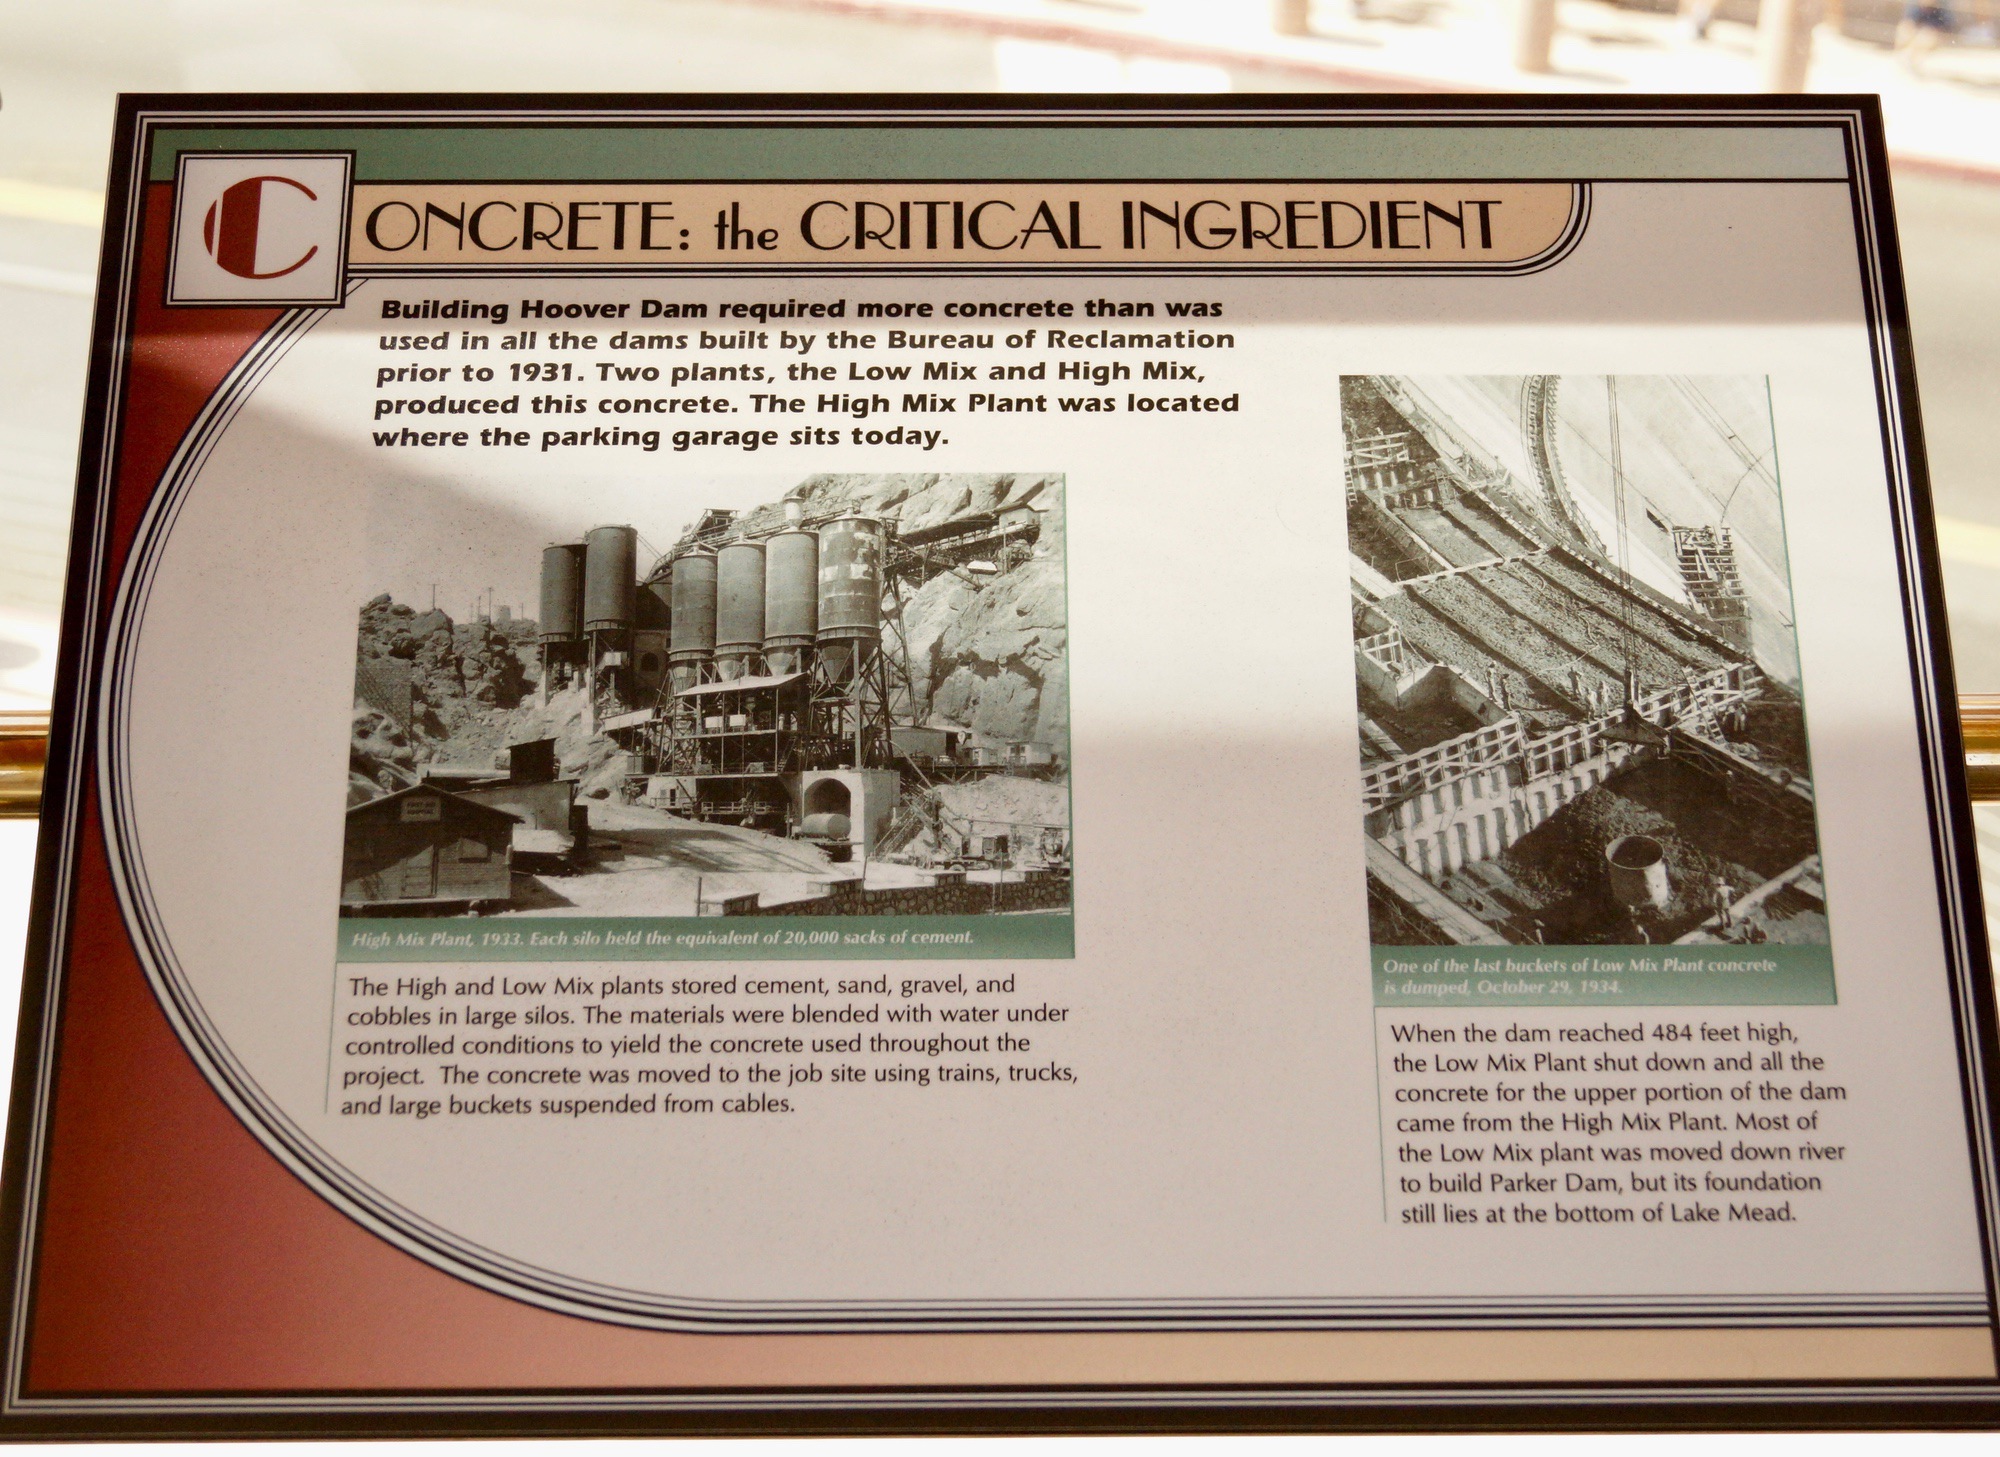 CONCRETE: the CRITICAL INGREDIENT
Building Hoover Dam required more concrete than was
used in all the dams built by the Bureau of Reclamation
prior to 1931. Two plants, the Low Mix and High Mix,
produced this concrete. The High Mix Plant was located
where the parking garage sits today.
FIRST AID
HOSPITAL
High Mix Plant, 1933. Each silo held the equivalent of 20,000 sacks of cement.
The High and Low Mix plants stored cement, sand, gravel, and
cobbles in large silos. The materials were blended with water under
controlled conditions to yield the concrete used throughout the
project. The concrete was moved to the job site using trains, trucks,
and large buckets suspended from cables.
One of the last buckets of Low Mix Plant concrete
is dumped, October 29, 1934.
When the dam reached 484 feet high,
the Low Mix Plant shut down and all the
concrete for the upper portion of the dam
came from the High Mix Plant. Most of
the Low Mix plant was moved down river
to build Parker Dam, but its foundation
still lies at the bottom of Lake Mead.